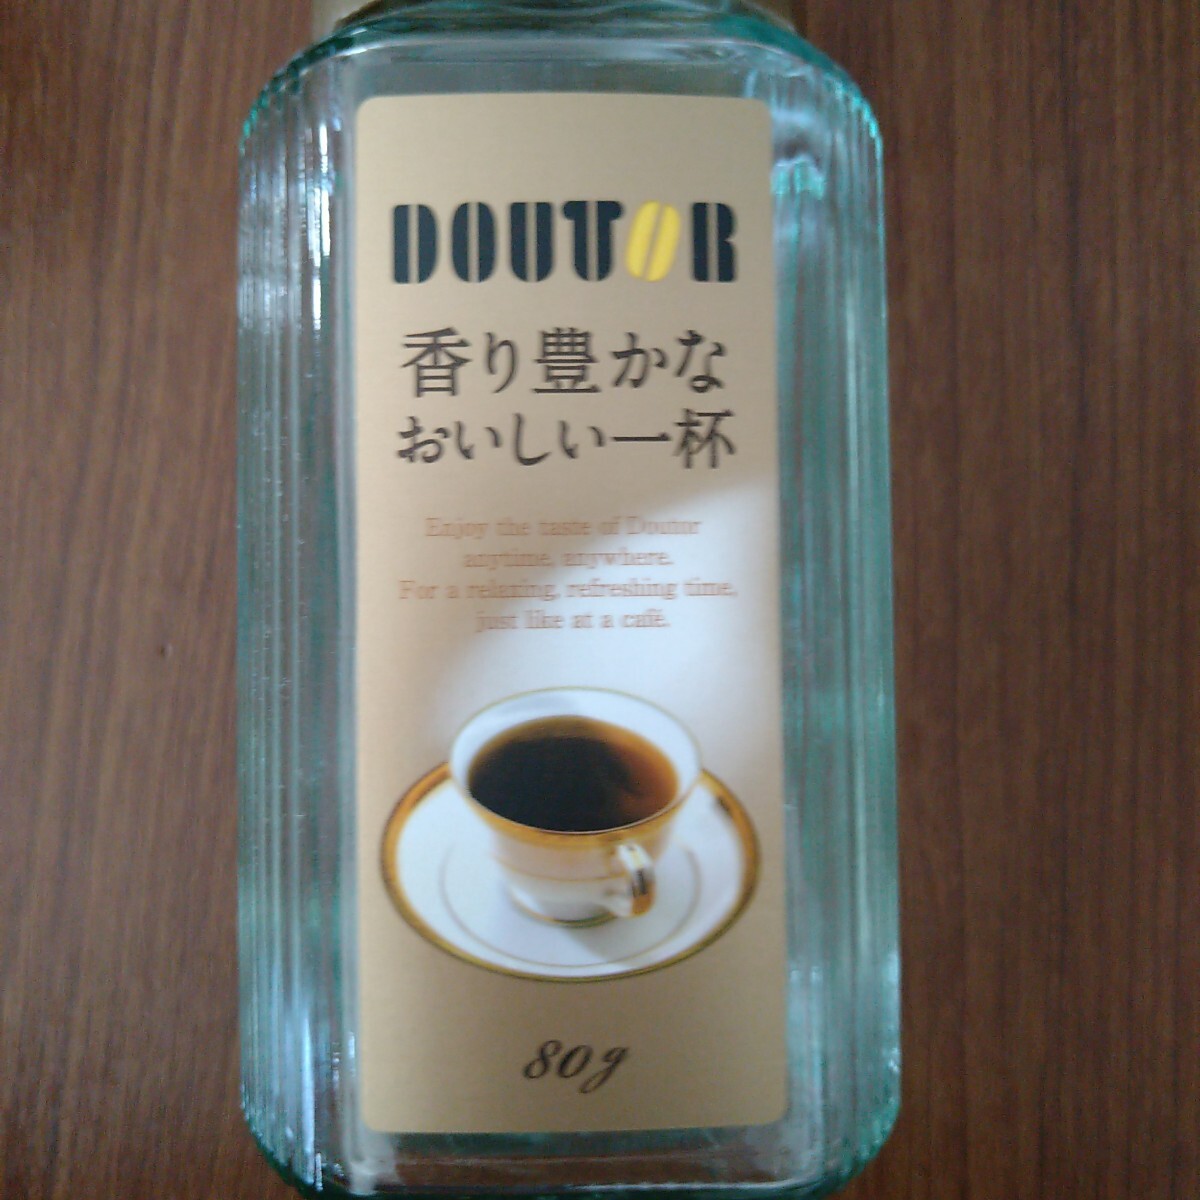 DOUTOR
香り豊かな
おいしい一杯
Enjoy the taste of Doutor
anytime, anywhere.
For a relaxing, refreshing time,
just like at a café.
80g